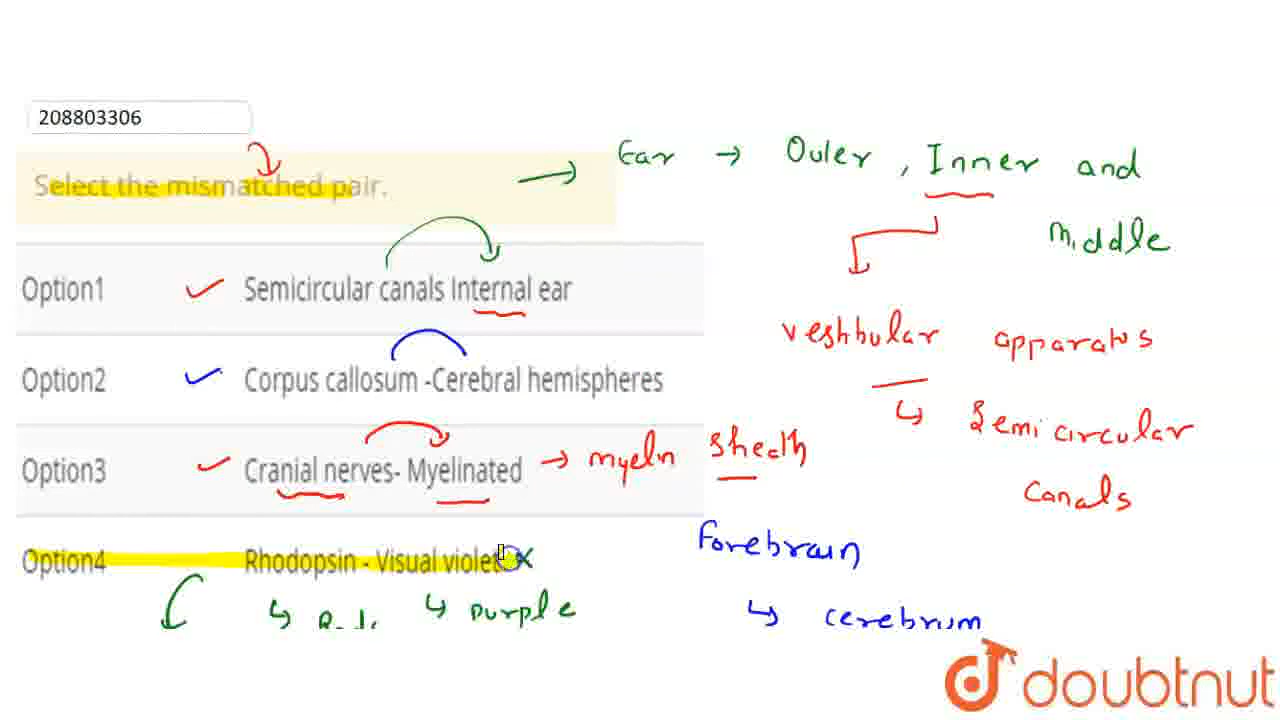 208803306
Select the mismatched pair.
→ Ear → Outer, Inner and
middle
Option1 Semicircular canals Internal ear
apparatus
Option2 Corpus callosum -Cerebral hemispheres
Semicircular
canals
Option3 Cranial nerves- Myelinated → myelin sheath
Option4 Rhodopsin - Visual violet ×
purple
Forebrain
cerebrum
doubtnut